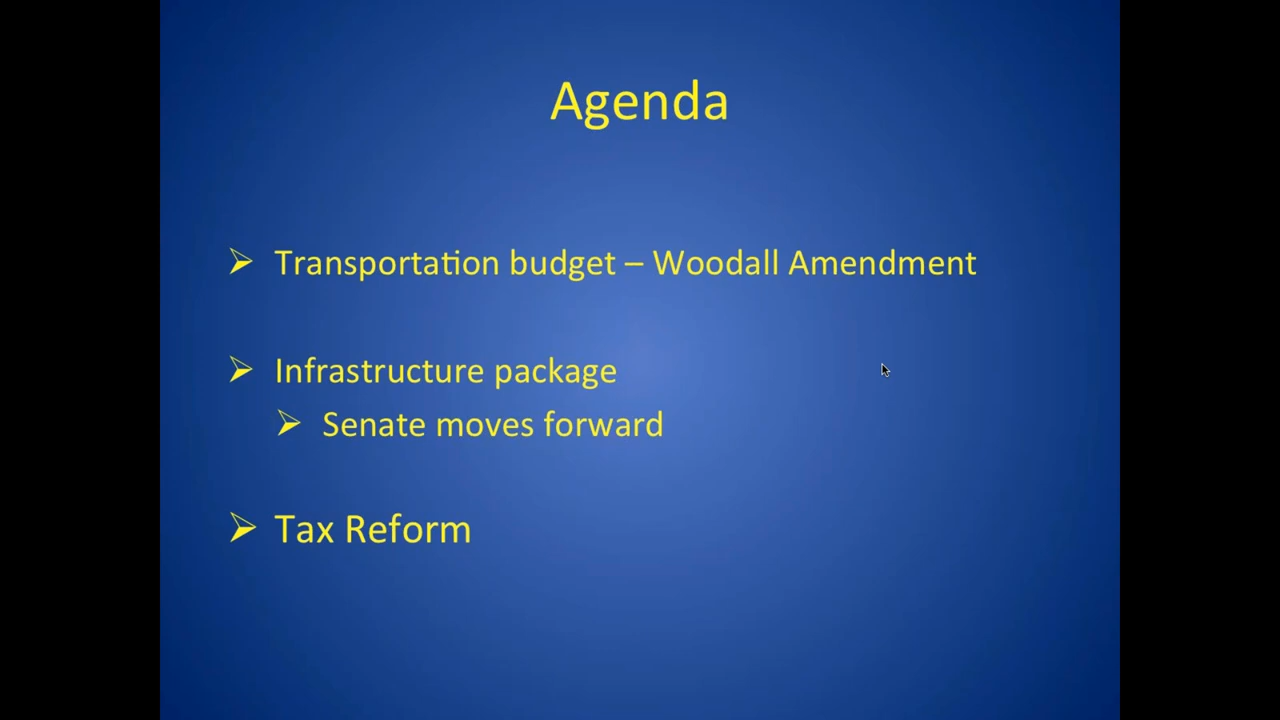 Agenda
Transportation budget – Woodall Amendment
Infrastructure package
Senate moves forward
Tax Reform